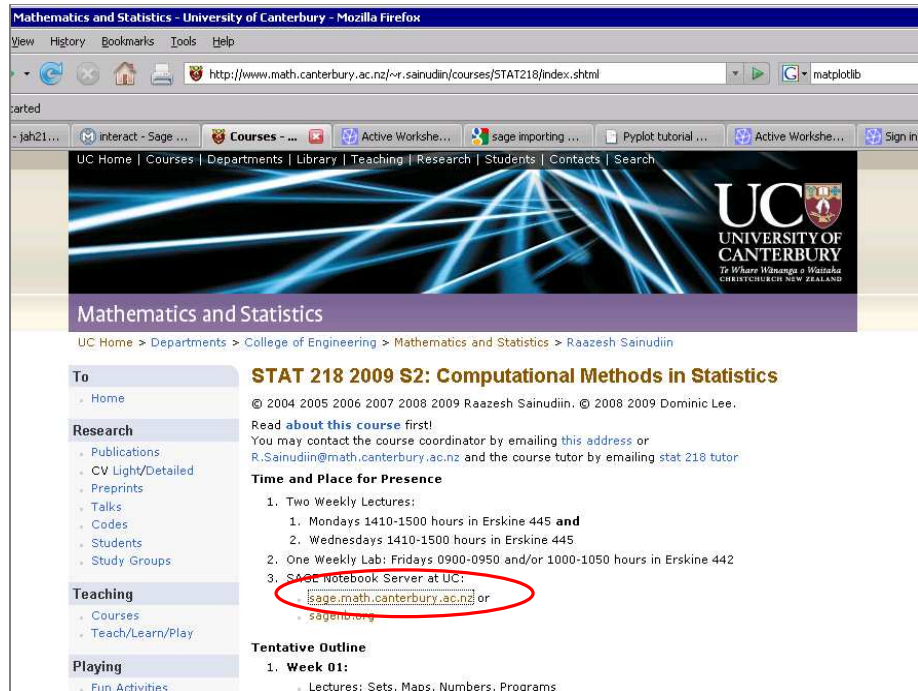 Mathematics and Statistics - University of Canterbury - Mozilla Firefox
View History Bookmarks Tools Help
http://www.math.canterbury.ac.nz/~r.sainudiin/courses/STAT218/index.shtml
G matplotlib
tarted
- jah21... interact - Sage ... Courses - ... Active Workshe... sage importing ... Pyplot tutorial ... Active Workshe... Sign in
UC Home | Courses | Departments | Library | Teaching | Research | Students | Contacts | Search
UC
UNIVERSITY OF
CANTERBURY
Te Whare Wānanga o Waitaha
CHRISTCHURCH NEW ZEALAND
Mathematics and Statistics
UC Home > Departments > College of Engineering > Mathematics and Statistics > Raazesh Sainudiin
To
Home
Research
Publications
CV Light/Detailed
Preprints
Talks
Codes
Students
Study Groups
Teaching
Courses
Teach/Learn/Play
Playing
Fun Activities
STAT 218 2009 S2: Computational Methods in Statistics
© 2004 2005 2006 2007 2008 2009 Raazesh Sainudiin. © 2008 2009 Dominic Lee.
Read about this course first!
You may contact the course coordinator by emailing this address or
R.Sainudiin@math.canterbury.ac.nz and the course tutor by emailing stat 218 tutor
Time and Place for Presence
1. Two Weekly Lectures:
1. Mondays 1410-1500 hours in Erskine 445 and
2. Wednesdays 1410-1500 hours in Erskine 445
2. One Weekly Lab: Fridays 0900-0950 and/or 1000-1050 hours in Erskine 442
3. SAGE Notebook Server at UC:
sage.math.canterbury.ac.nz or
sagenb.org
Tentative Outline
1. Week 01:
Lectures: Sets, Maps, Numbers, Programs